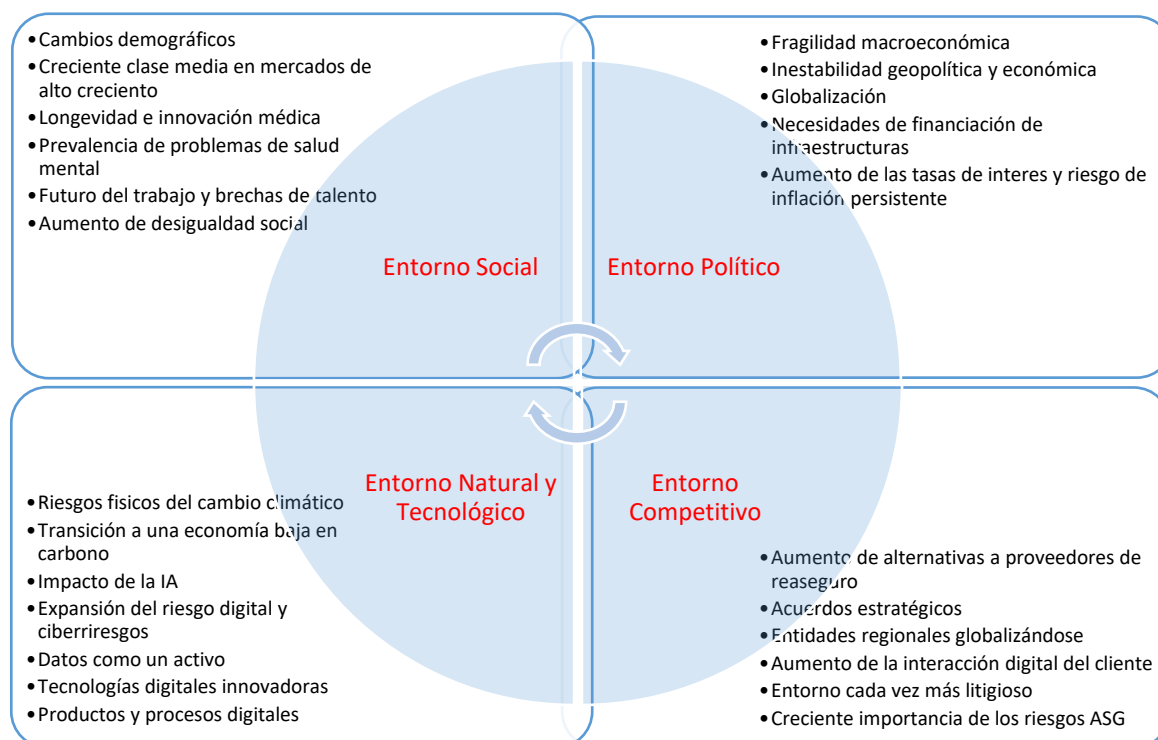 •Cambios demográficos
•Creciente clase media en mercados de
alto creciento
•Longevidad e innovación médica
•Prevalencia de problemas de salud
mental
•Futuro del trabajo y brechas de talento
•Aumento de desigualdad social
Entorno Social
•Fragilidad macroeconómica
•Inestabilidad geopolítica y económica
•Globalización
•Necesidades de financiación de
infraestructuras
•Aumento de las tasas de interes y riesgo de
inflación persistente
Entorno Político
Entorno Natural y
Tecnológico
•Riesgos fisicos del cambio climático
•Transición a una economía baja en
carbono
•Impacto de la IA
•Expansión del riesgo digital y
ciberriresgos
•Datos como un activo
•Tecnologías digitales innovadoras
•Productos y procesos digitales
Entorno
Competitivo
•Aumento de alternativas a proveedores de
reaseguro
•Acuerdos estratégicos
•Entidades regionales globalizándose
•Aumento de la interacción digital del cliente
•Entorno cada vez más litigioso
•Creciente importancia de los riesgos ASG